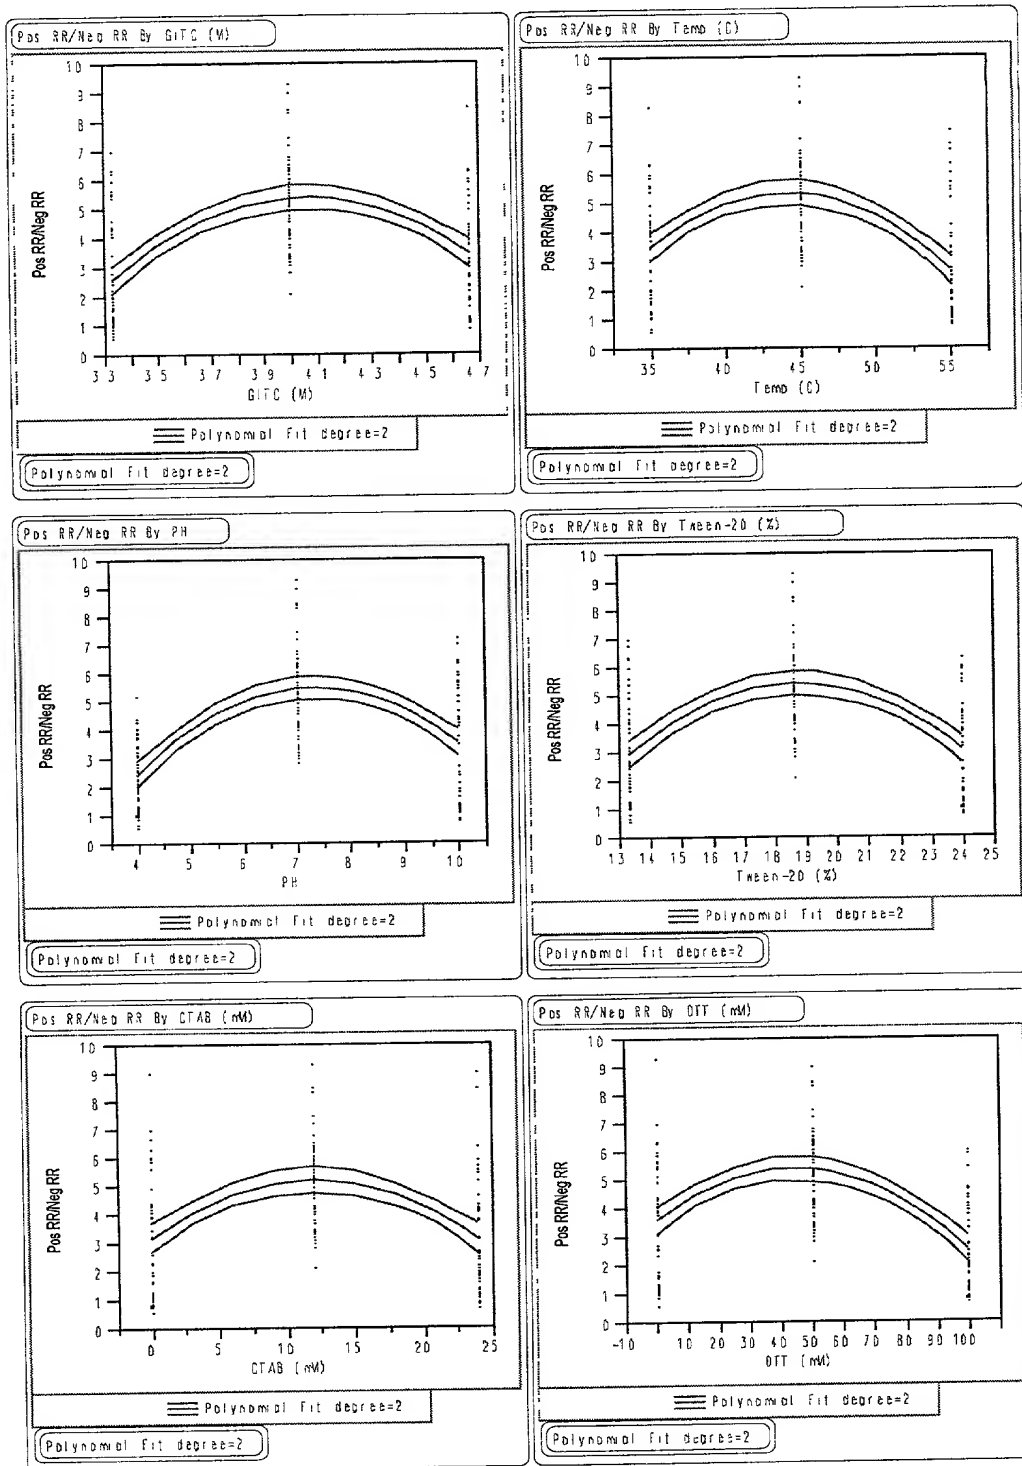 Pos RR/Neg RR By GITC (M)
10
9
8
7
6
5
4
3
2
1
0
Pos RR/Neg RR
3 3 3 5 3 7 3 9 4 1 4 3 4 5 4 7
GITC (M)
Polynomial Fit degree=2
Polynomial Fit degree=2
Pos RR/Neg RR By Temp (C)
10
9
8
7
6
5
4
3
2
1
0
Pos RR/Neg RR
35 40 45 50 55
Temp (C)
Polynomial Fit degree=2
Polynomial Fit degree=2
Pos RR/Neg RR By PH
10
9
8
7
6
5
4
3
2
1
0
Pos RR/Neg RR
4 5 6 7 8 9 10
PH
Polynomial Fit degree=2
Polynomial Fit degree=2
Pos RR/Neg RR By Tween-20 (%)
10
9
8
7
6
5
4
3
2
1
0
Pos RR/Neg RR
13 14 15 16 17 18 19 20 21 22 23 24 25
Tween-20 (%)
Polynomial Fit degree=2
Polynomial Fit degree=2
Pos RR/Neg RR By CTAB (mM)
10
9
8
7
6
5
4
3
2
1
0
Pos RR/Neg RR
0 5 10 15 20 25
CTAB (mM)
Polynomial Fit degree=2
Polynomial Fit degree=2
Pos RR/Neg RR By DTT (mM)
10
9
8
7
6
5
4
3
2
1
0
Pos RR/Neg RR
-10 0 10 20 30 40 50 60 70 80 90 100
DTT (mM)
Polynomial Fit degree=2
Polynomial Fit degree=2